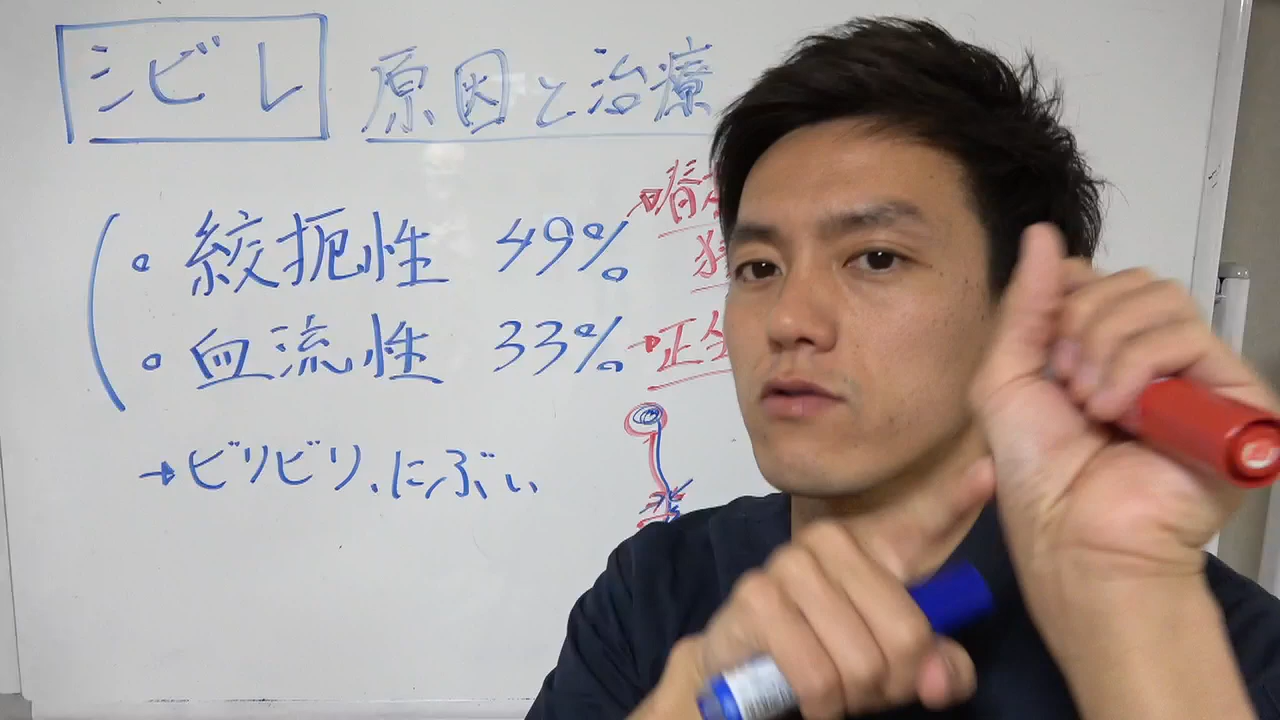 シビレ 原因と治療
・絞扼性 49%
・血流性 33%
→ビリビリ、にぶい